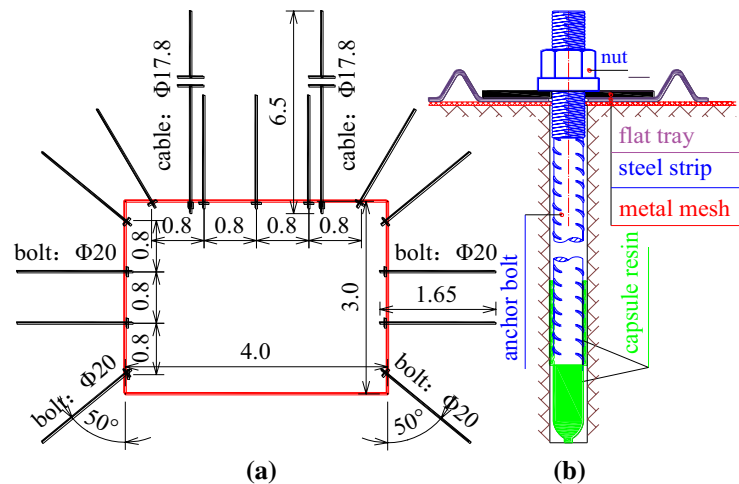 cable: Φ17.8
6.5
cable: Φ17.8
0.8
0.8
0.8
0.8
bolt: Φ20
0.8
0.8
0.8
bolt: Φ20
1.65
3.0
4.0
bolt: Φ20
50°
bolt: Φ20
50°
(a)
nut
flat tray
steel strip
metal mesh
anchor bolt
capsule resin
(b)